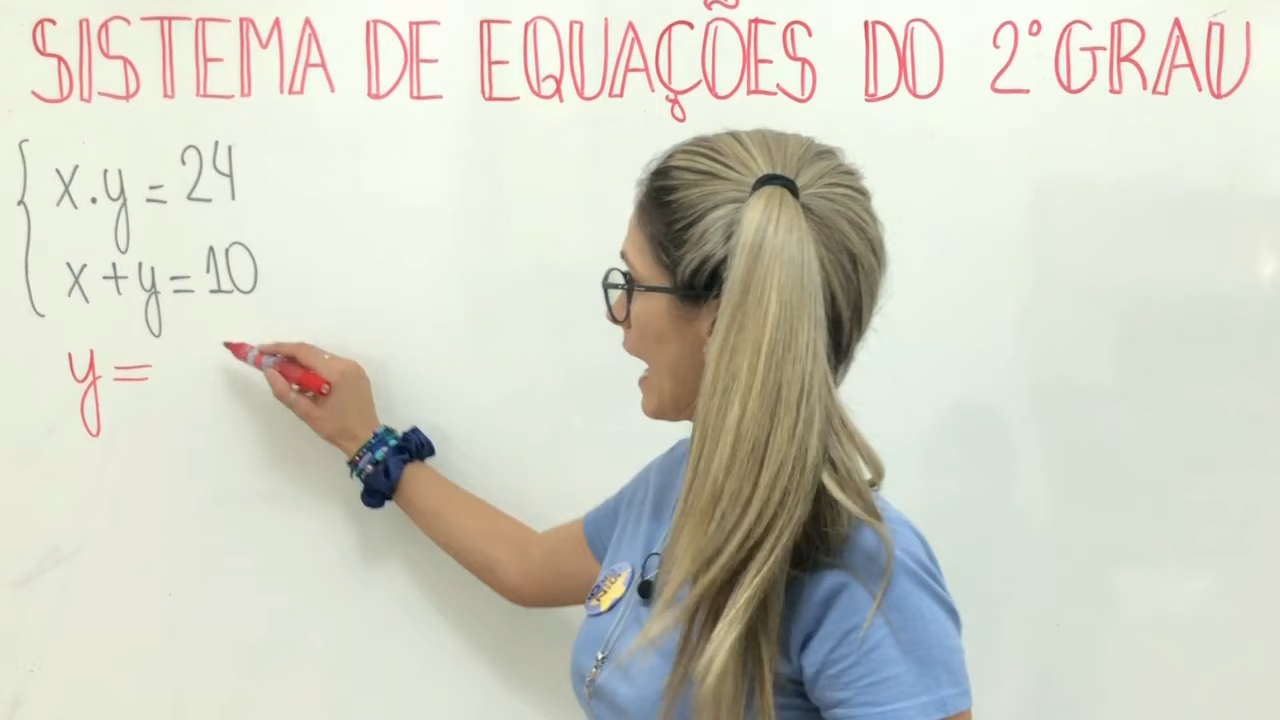 SISTEMA DE EQUAÇÕES DO 2° GRAU
x.y=24
x+y=10
y=